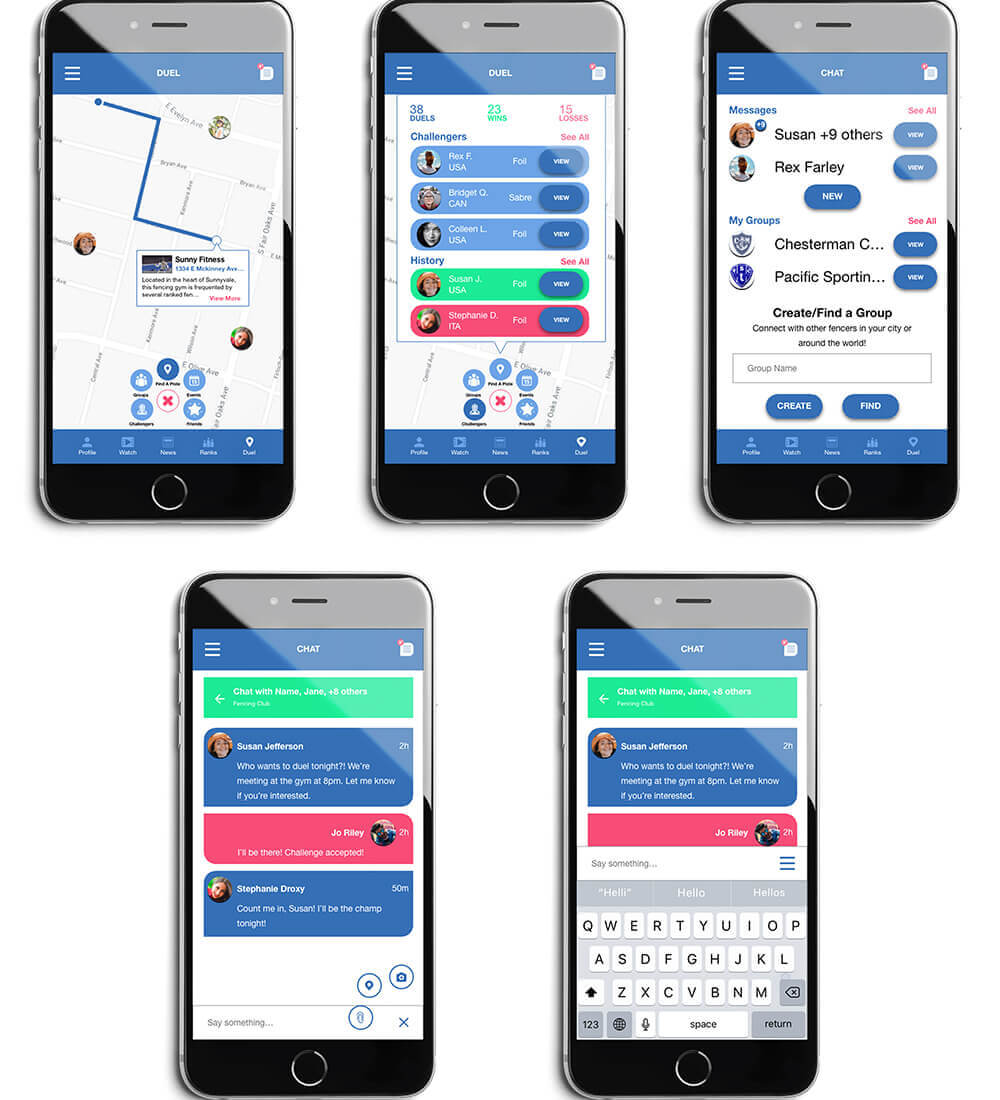 DUEL
E Evelyn Ave
Bryan Ave
Bryan Ave
Kenmore Ave
S Fair Oaks Ave
Sunny Fitness
1334 E Mckinney Ave...
Located in the heart of Sunnyvale,
this fencing gym is frequented by
several ranked fen...
View More
Central Ave
Wilson Ave
E Olive Ave
Fair Oaks Ave
Find A Piste
Groups
Events
Challengers
Friends
Profile
Watch
News
Ranks
Duel
DUEL
38
DUELS
23
WINS
15
LOSSES
Challengers
See All
Rex F.
USA
Foil
VIEW
Bridget Q.
CAN
Sabre
VIEW
Colleen L.
USA
Foil
VIEW
History
See All
Susan J.
USA
Foil
VIEW
Stephanie D.
ITA
Foil
VIEW
Central Ave
E Olive Ave
Fair Oaks Ave
Find A Piste
Groups
Events
Challengers
Friends
Profile
Watch
News
Ranks
Duel
CHAT
Messages
See All
+9
Susan +9 others
VIEW
Rex Farley
VIEW
NEW
My Groups
See All
Chesterman C...
VIEW
Pacific Sportin...
VIEW
Create/Find a Group
Connect with other fencers in your city or
around the world!
Group Name
CREATE
FIND
Profile
Watch
News
Ranks
Duel
CHAT
Chat with Name, Jane, +8 others
Fencing Club
Susan Jefferson
2h
Who wants to duel tonight?! We're
meeting at the gym at 8pm. Let me know
if you're interested.
Jo Riley
2h
I'll be there! Challenge accepted!
Stephanie Droxy
50m
Count me in, Susan! I'll be the champ
tonight!
Say something...
CHAT
Chat with Name, Jane, +8 others
Fencing Club
Susan Jefferson
2h
Who wants to duel tonight?! We're
meeting at the gym at 8pm. Let me know
if you're interested.
Jo Riley
2h
Say something...
"Helli"
Hello
Hellos
Q W E R T Y U I O P
A S D F G H J K L
Z X C V B N M
123
space
return